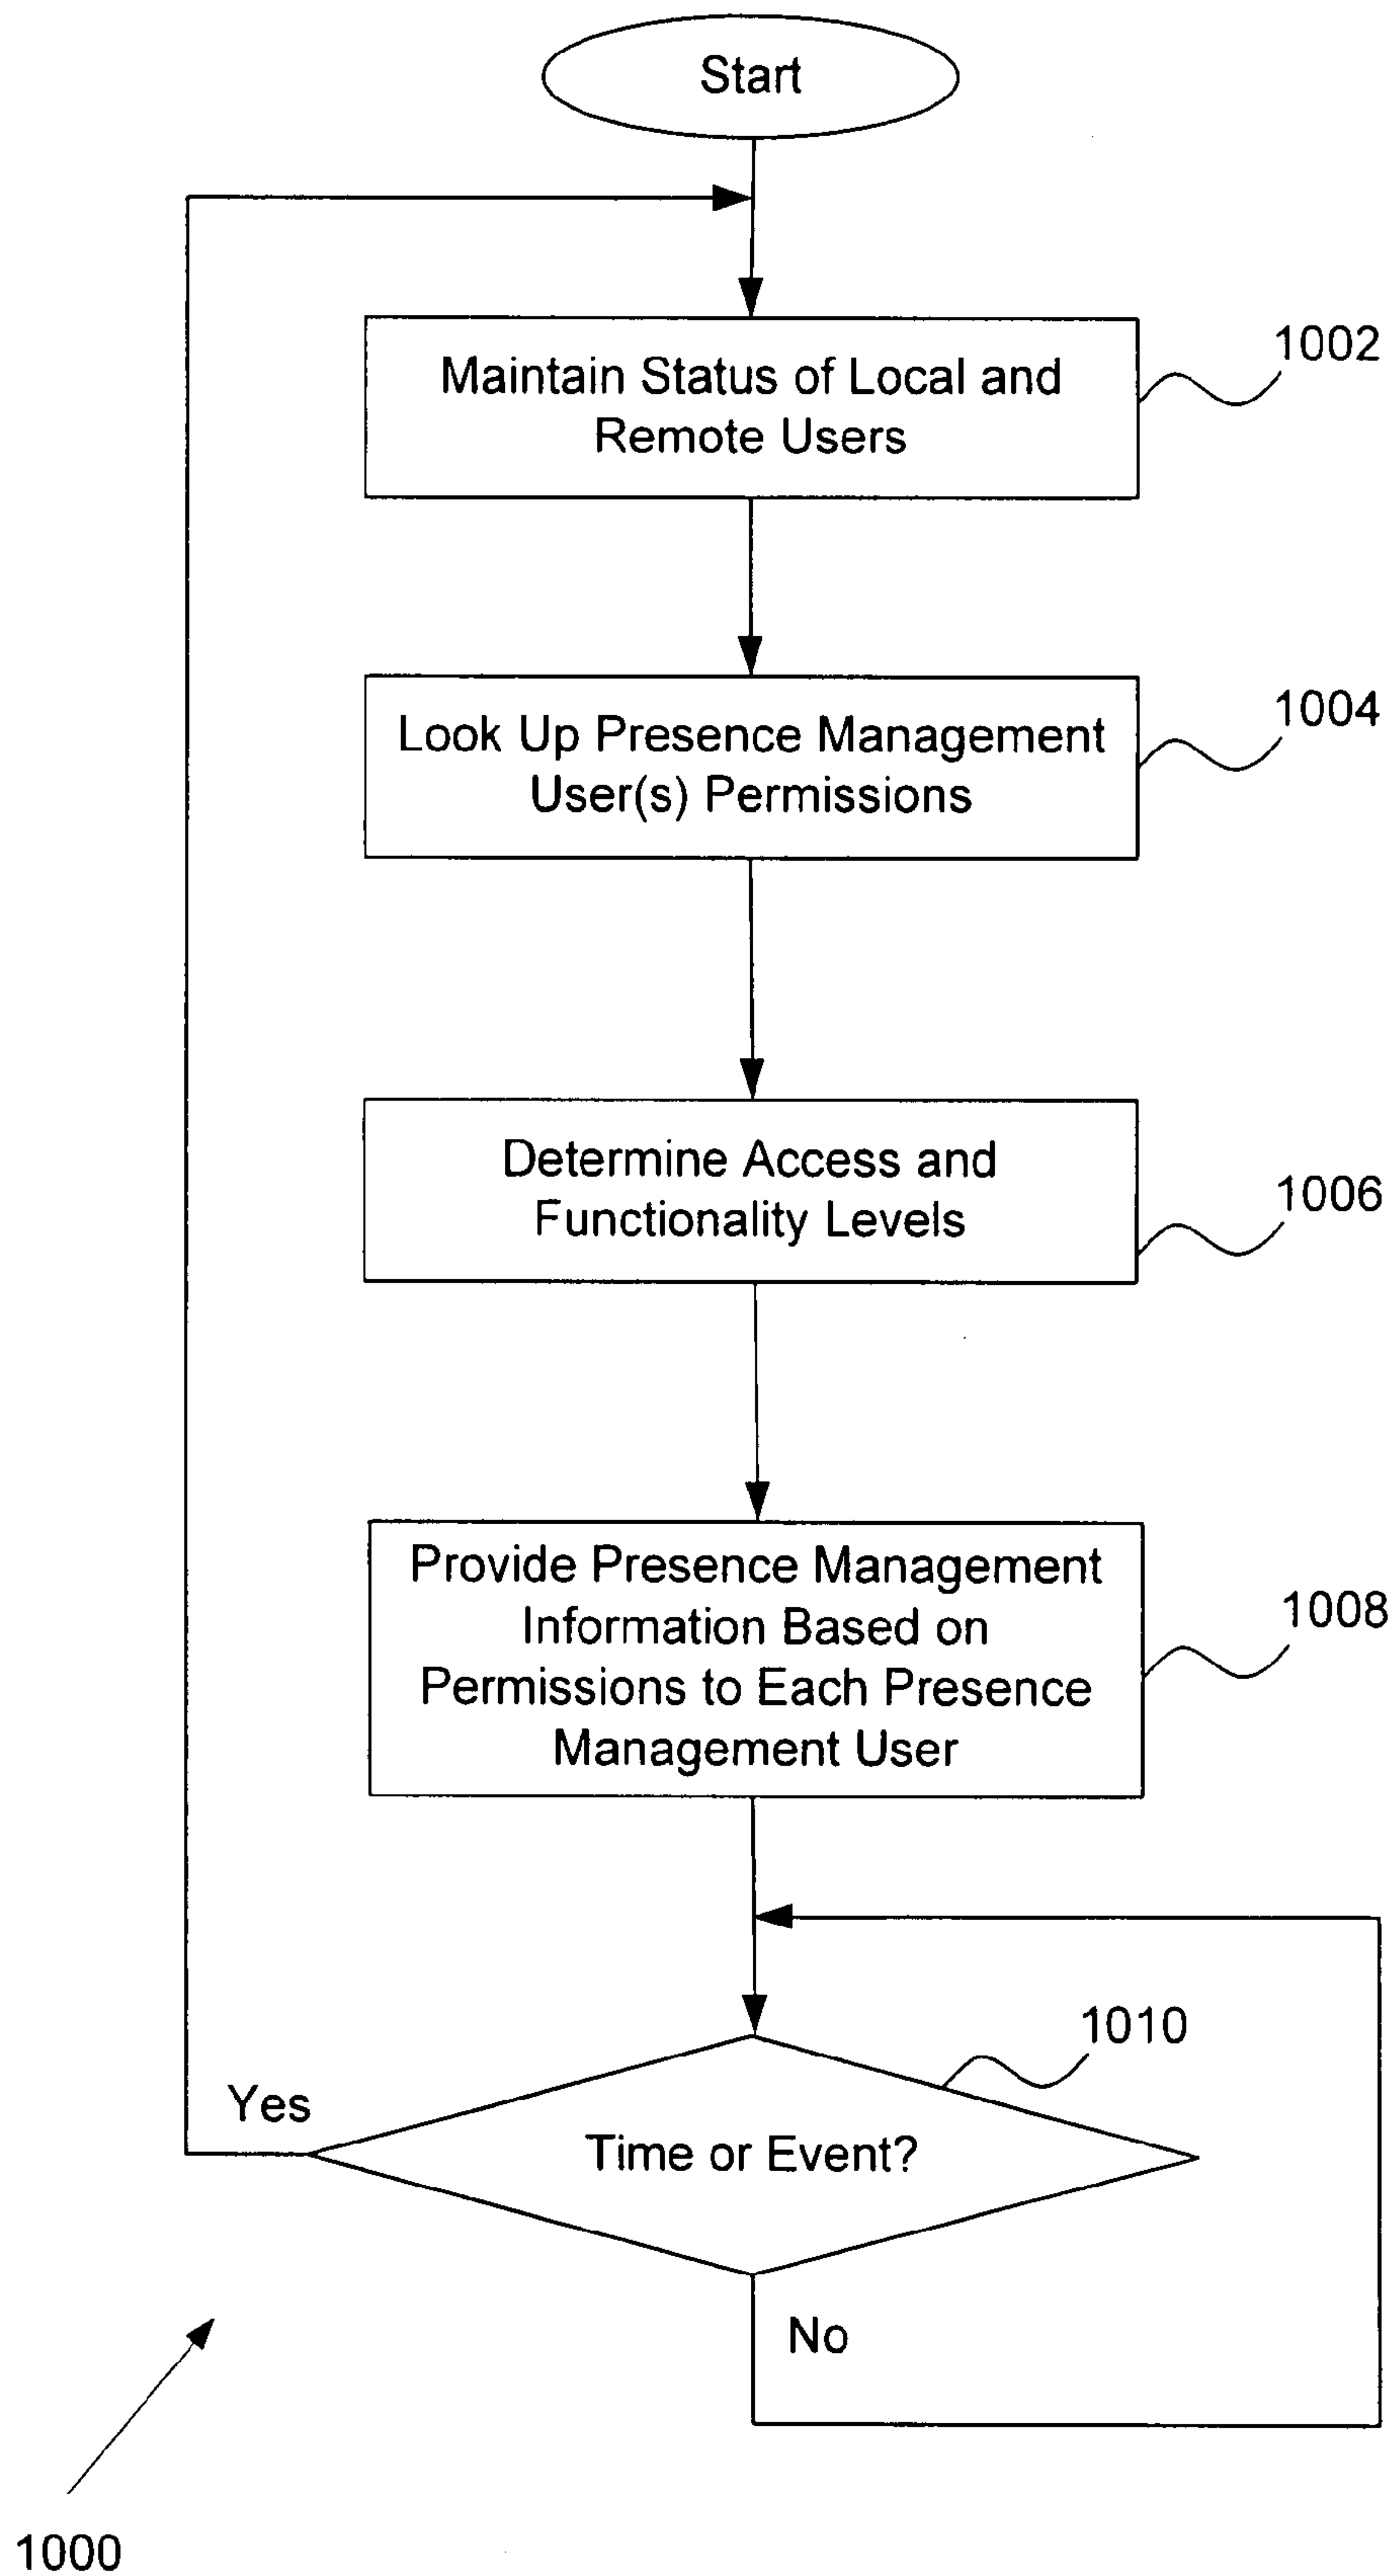 Start
Maintain Status of Local and
Remote Users
1002
Look Up Presence Management
User(s) Permissions
1004
Determine Access and
Functionality Levels
1006
Provide Presence Management
Information Based on
Permissions to Each Presence
Management User
1008
1010
Yes
Time or Event?
No
1000